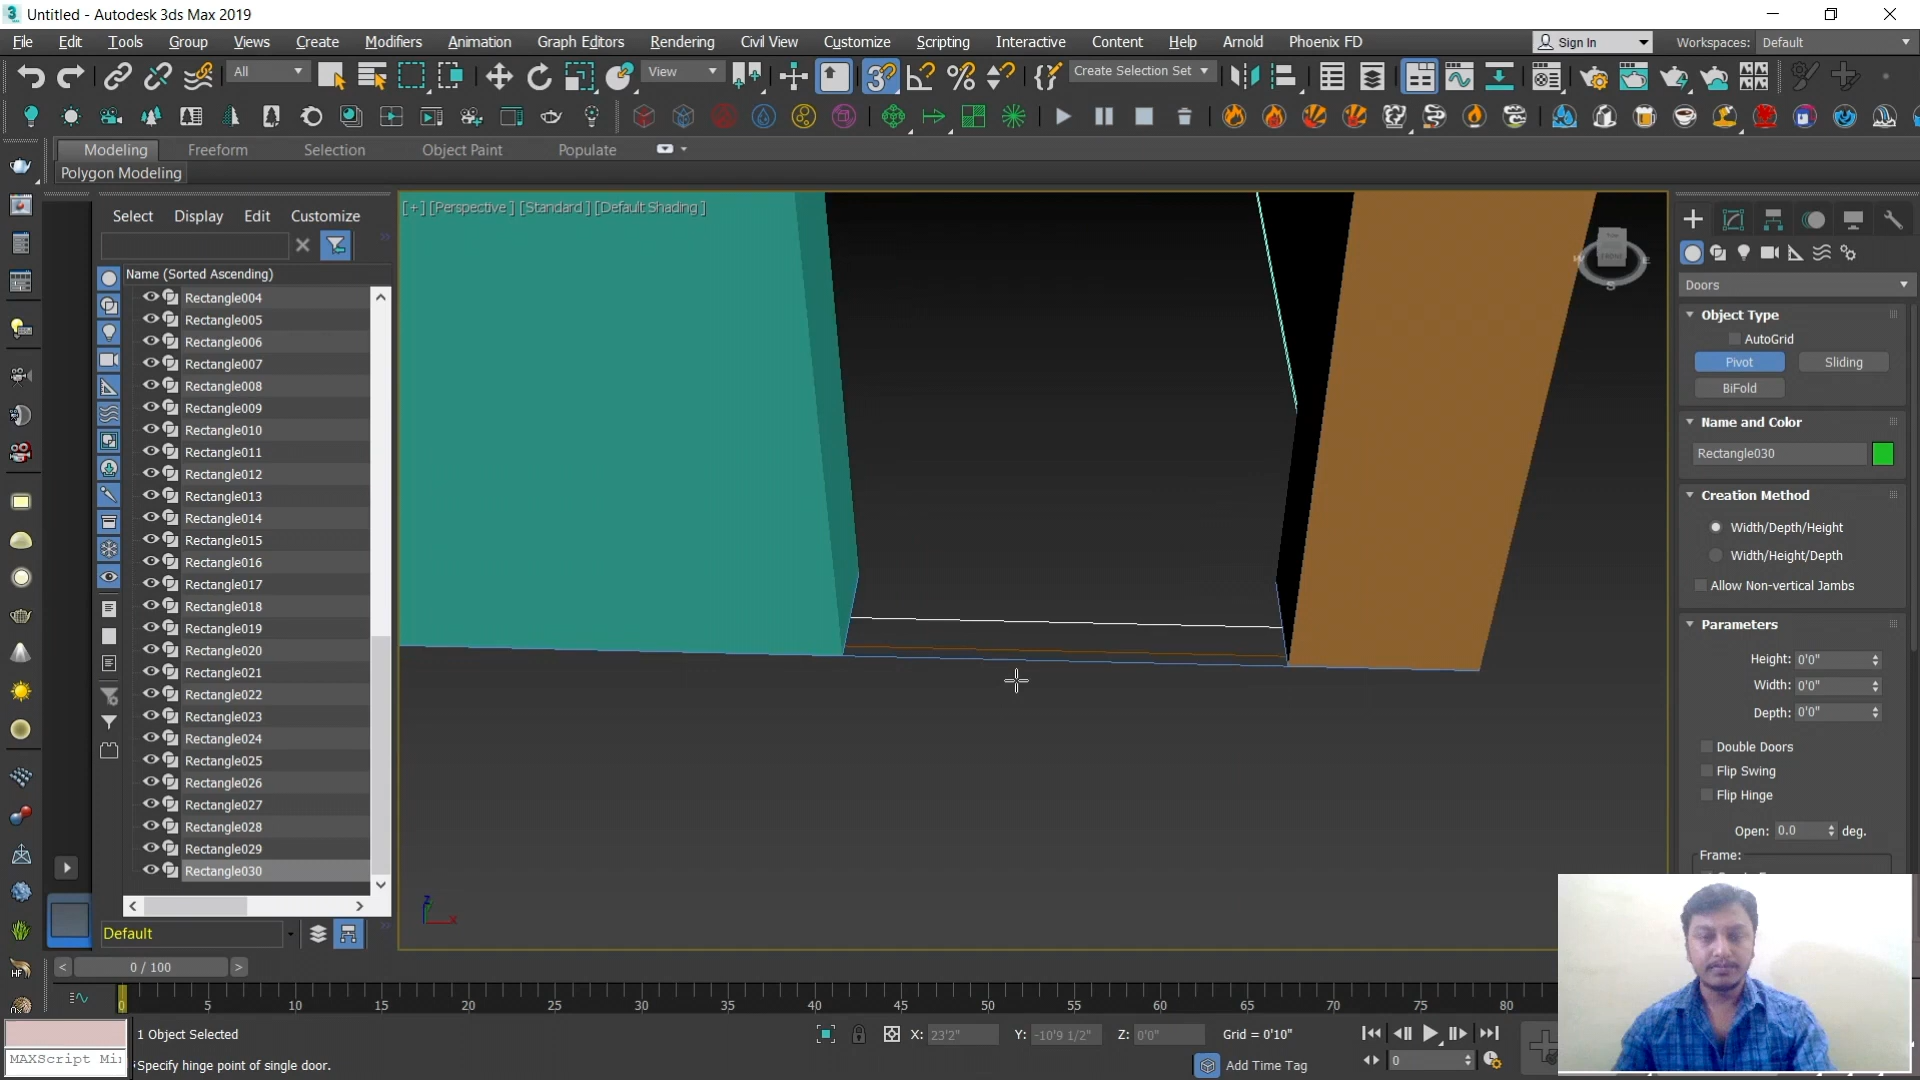 Untitled - Autodesk 3ds Max 2019
File Edit Tools Group Views Create Modifiers Animation Graph Editors Rendering Civil View Customize Scripting Interactive Content Help Arnold Phoenix FD
Sign In
Workspaces: Default
All
View
Create Selection Set
Modeling Freeform Selection Object Paint Populate
Polygon Modeling
Select Display Edit Customize
Name (Sorted Ascending)
Rectangle004
Rectangle005
Rectangle006
Rectangle007
Rectangle008
Rectangle009
Rectangle010
Rectangle011
Rectangle012
Rectangle013
Rectangle014
Rectangle015
Rectangle016
Rectangle017
Rectangle018
Rectangle019
Rectangle020
Rectangle021
Rectangle022
Rectangle023
Rectangle024
Rectangle025
Rectangle026
Rectangle027
Rectangle028
Rectangle029
Rectangle030
Default
[+] [Perspective ] [Standard ] [Default Shading ]
Doors
Object Type
AutoGrid
Pivot Sliding
BiFold
Name and Color
Rectangle030
Creation Method
Width/Depth/Height
Width/Height/Depth
Allow Non-vertical Jambs
Parameters
Height: 0'0"
Width: 0'0"
Depth: 0'0"
Double Doors
Flip Swing
Flip Hinge
Open: 0.0 deg.
Frame:
< 0 / 100 >
0 5 10 15 20 25 30 35 40 45 50 55 60 65 70 75 80
1 Object Selected
X: 23'2" Y: -10'9 1/2" Z: 0'0" Grid = 0'10"
MAXScript Mi
Specify hinge point of single door.
Add Time Tag
0